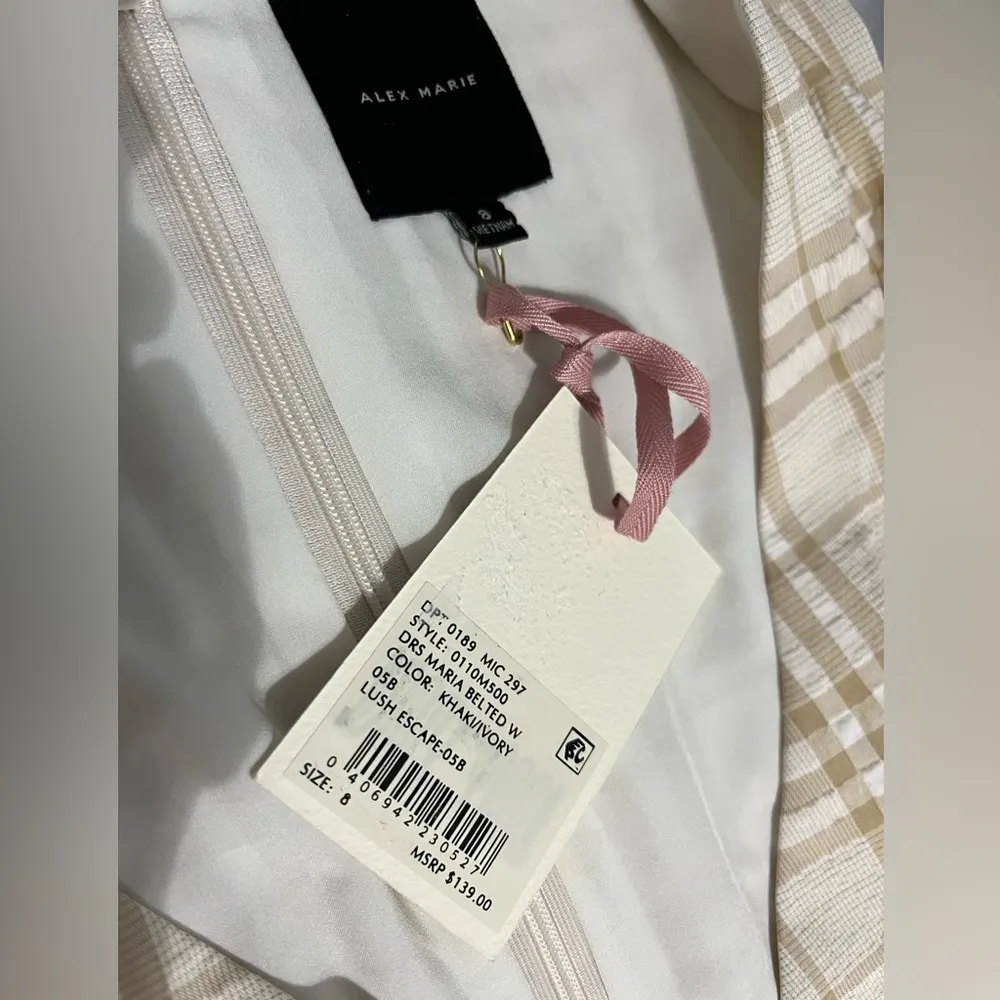 ALEX MARIE
8
VIETNAM
DPT 0189 MIC 297
STYLE: 0110M500
DRS MARIA BELTED W
COLOR: KHAKI/IVORY
05B
LUSH ESCAPE-05B
0 406942 230527
SIZE: 8
MSRP $139.00